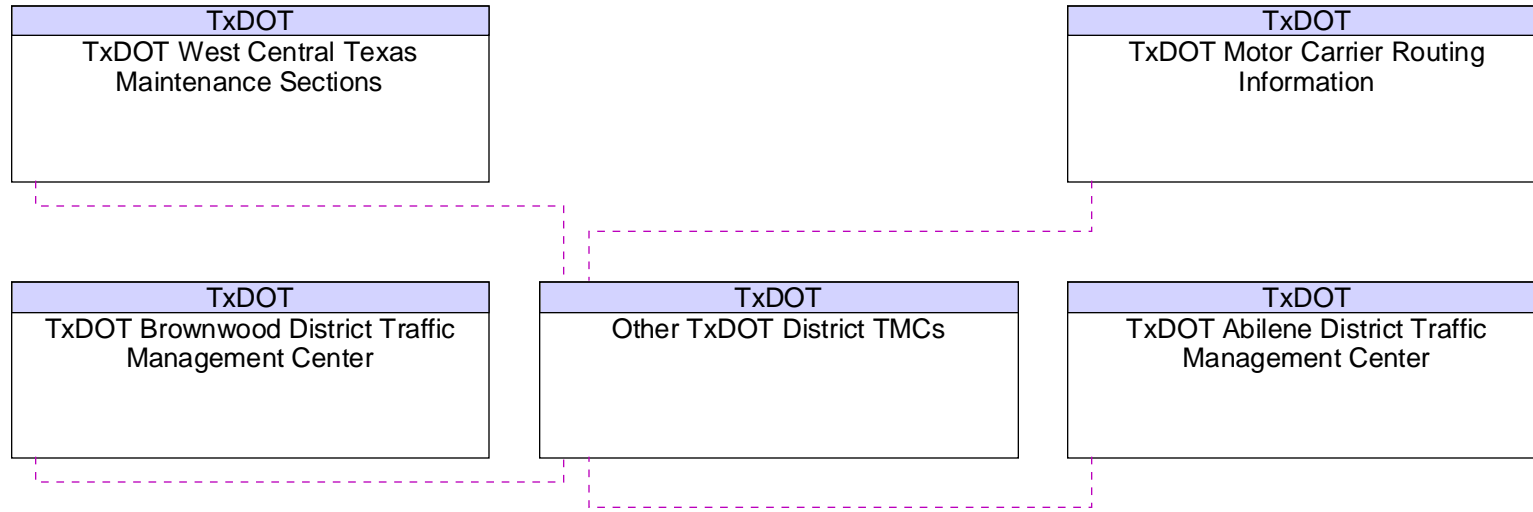 TxDOT
TxDOT West Central Texas
Maintenance Sections
TxDOT
TxDOT Motor Carrier Routing
Information
TxDOT
TxDOT Brownwood District Traffic
Management Center
TxDOT
Other TxDOT District TMCs
TxDOT
TxDOT Abilene District Traffic
Management Center